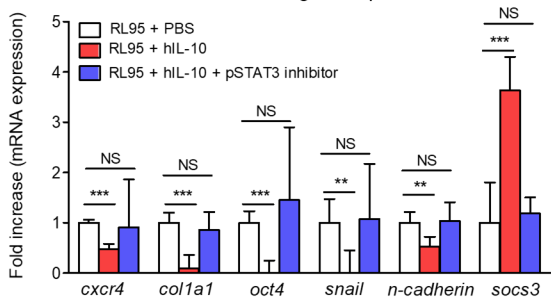 RL95 + PBS
RL95 + hIL-10
RL95 + hIL-10 + pSTAT3 inhibitor
Fold increase (mRNA expression)
5
4
3
2
1
0
NS
***
NS
***
NS
***
NS
**
NS
**
NS
***
cxcr4 col1a1 oct4 snail n-cadherin socs3